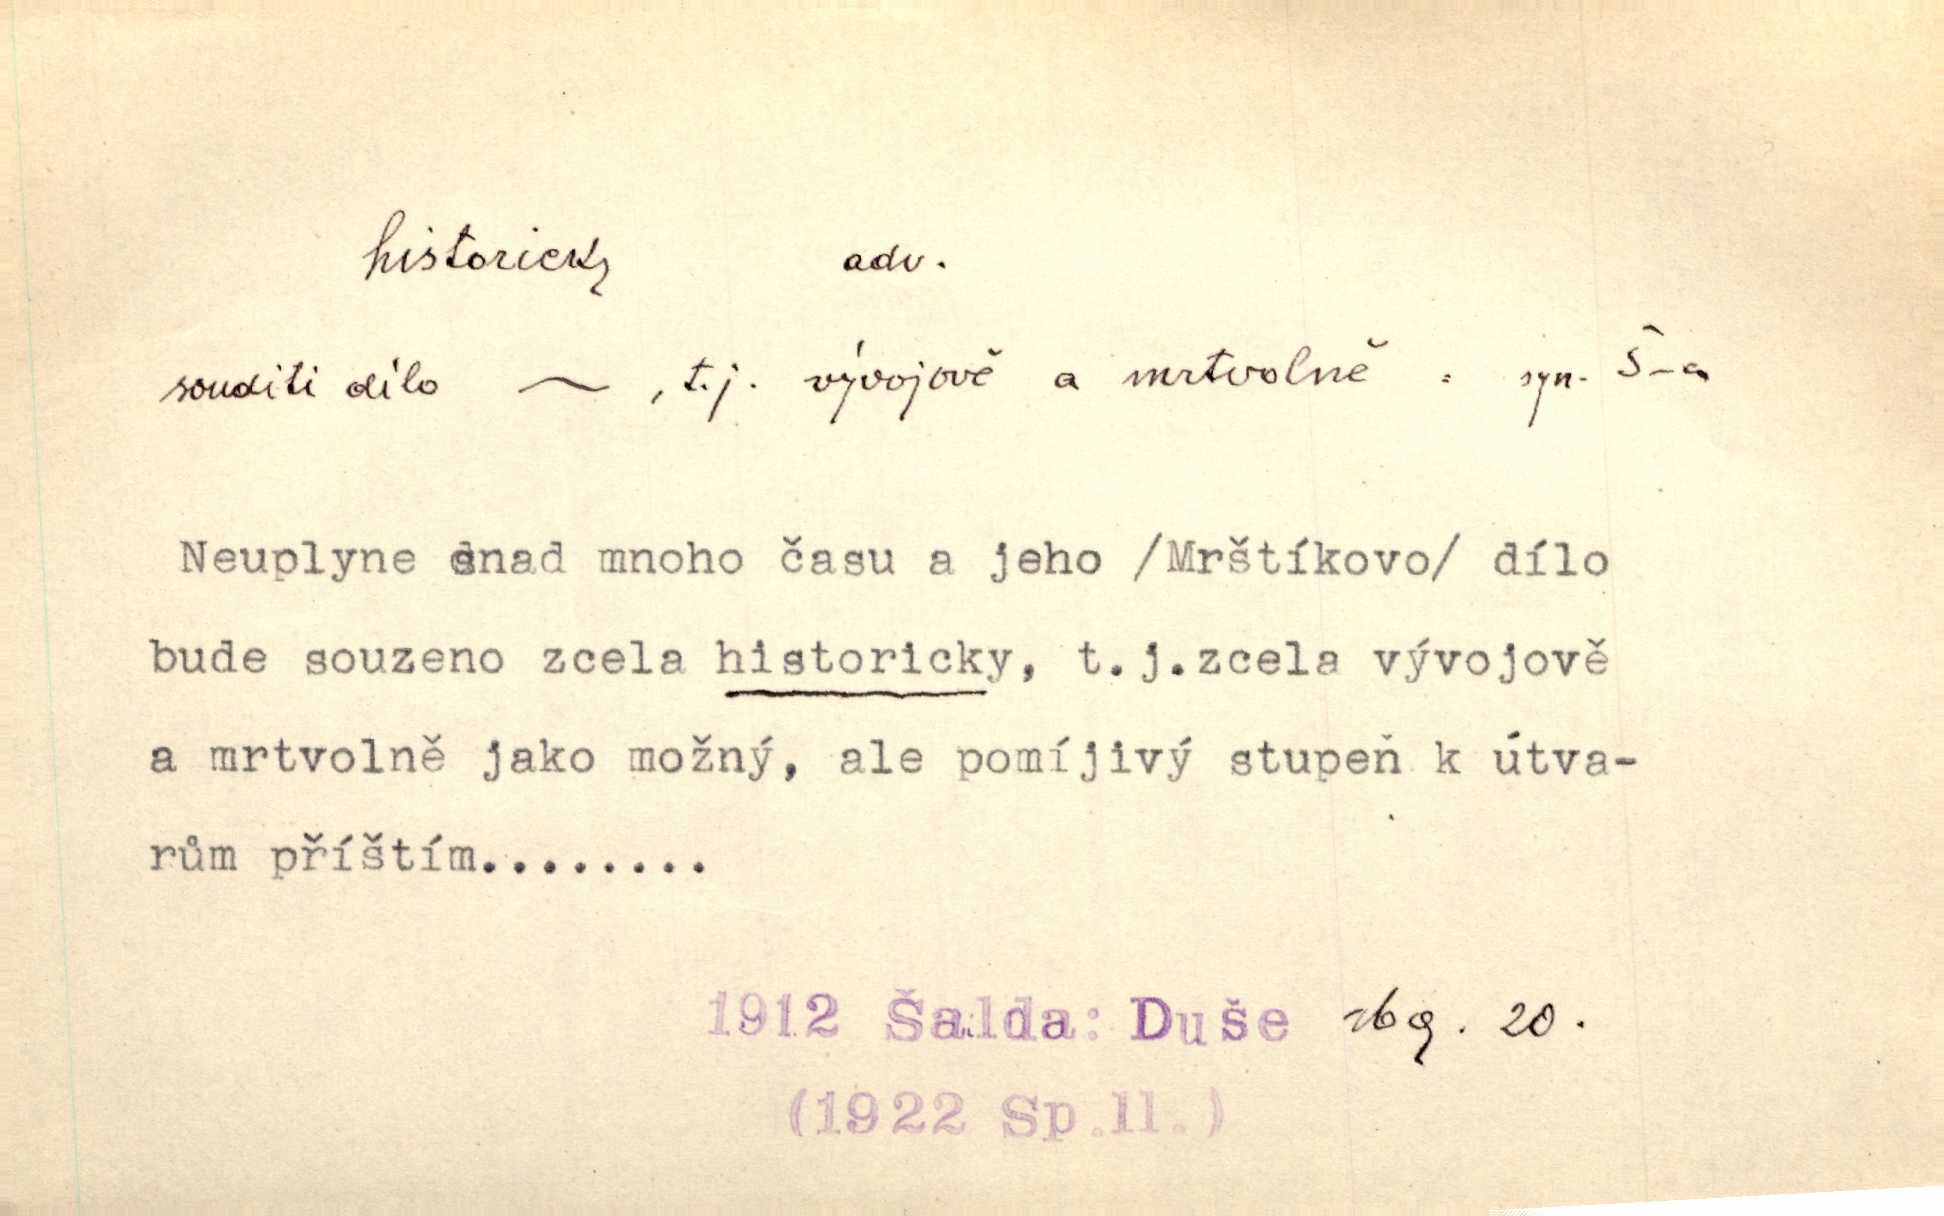 historicky adv.
souditi dílo ~ , t.j. vývojově a mrtvolně : syn. Š-a
Neuplyne snad mnoho času a jeho /Mrštíkovo/ dílo
bude souzeno zcela historicky, t.j.zcela vývojově
a mrtvolně jako možný, ale pomíjivý stupeň k útva-
rům příštím........
1912 Šalda: Duše 169. 20.
(1922 Sp.11.)